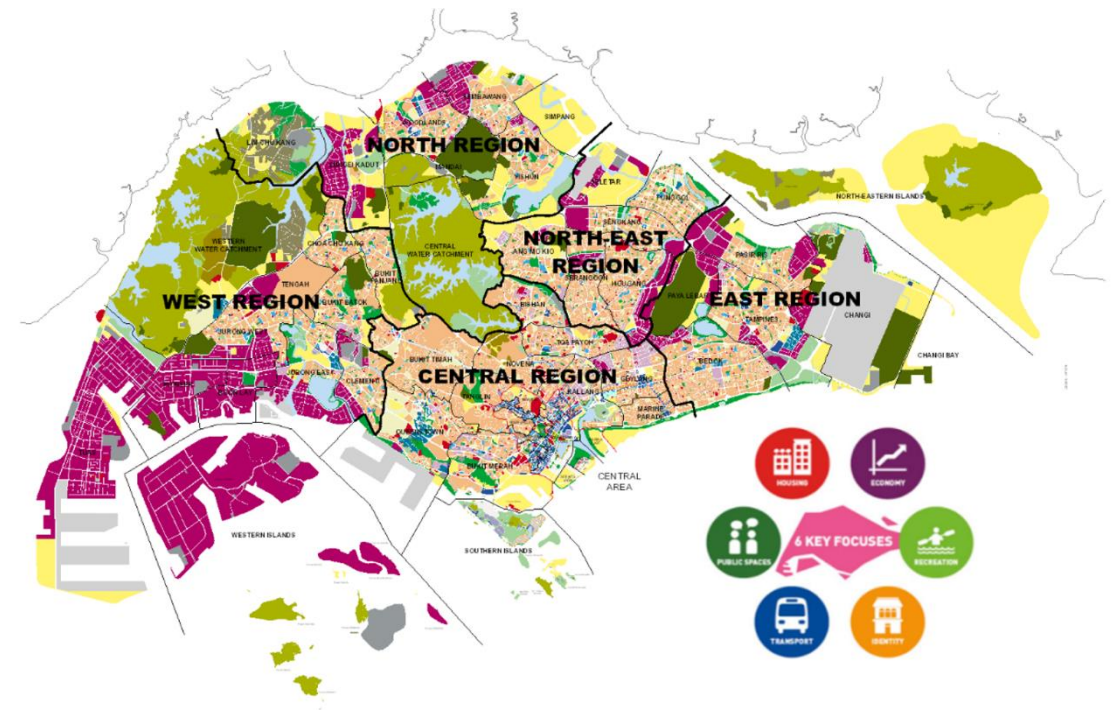 SEMBAWANG
WOODLANDS
SIMPANG
LIM CHU KANG
NORTH REGION
SUNGEI KADUT
MANDAI
YISHUN
SELETAR
PUNGGOL
NORTH-EASTERN ISLANDS
SENGKANG
WETTERN
WATER CATCHMENT
CHOA CHU KANG
CENTRAL
WATER CATCHMENT
ANG MO KIO
NORTH-EAST
REGION
PASIR RIS
BUKIT
PANJANG
SERANGOON
HOUGANG
TENGAH
WEST REGION
BUKIT BATOK
BISHAN
PAYA LEBAR
EAST REGION
CHANGI
TAMPINES
JURONG WEST
TOA PAYOH
CHANGI BAY
BUKIT TIMAH
NOVENA
BEDOK
JURONG EAST
CLEMENTI
CENTRAL REGION
GEYLANG
TANGLIN
KALLANG
MARINE
PARADE
QUEENSTOWN
BUKIT MERAH
CENTRAL
AREA
WESTERN ISLANDS
SOUTHERN ISLANDS
HOUSING
ECONOMY
PUBLIC SPACES
6 KEY FOCUSES
RECREATION
TRANSPORT
IDENTITY